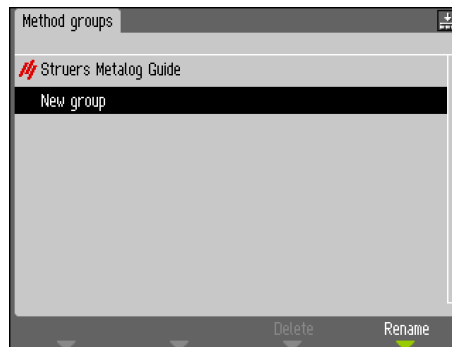 Method groups
Struers Metalog Guide
New group
Delete Rename